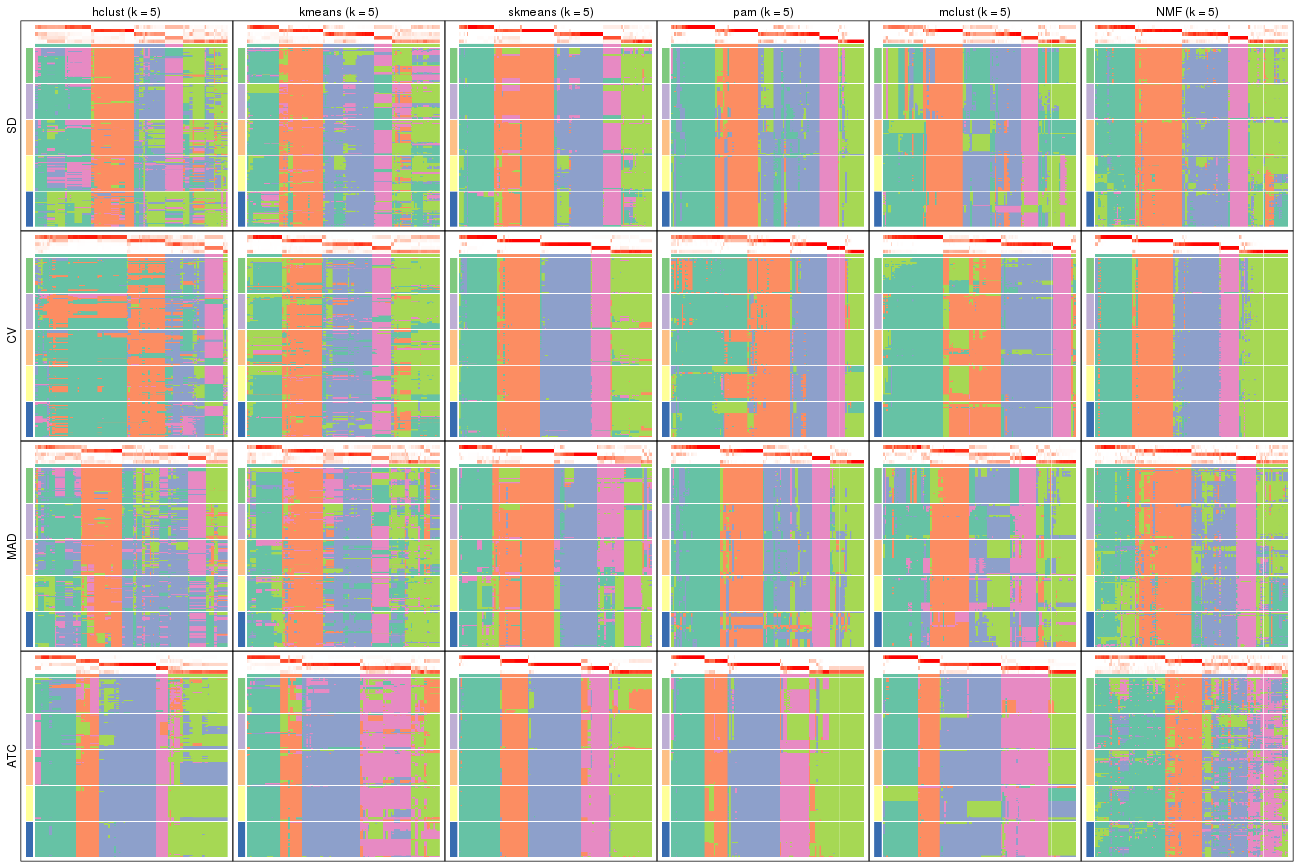 hclust (k = 5) kmeans (k = 5) skmeans (k = 5) pam (k = 5) mclust (k = 5) NMF (k = 5)
SD
CV
MAD
ATC